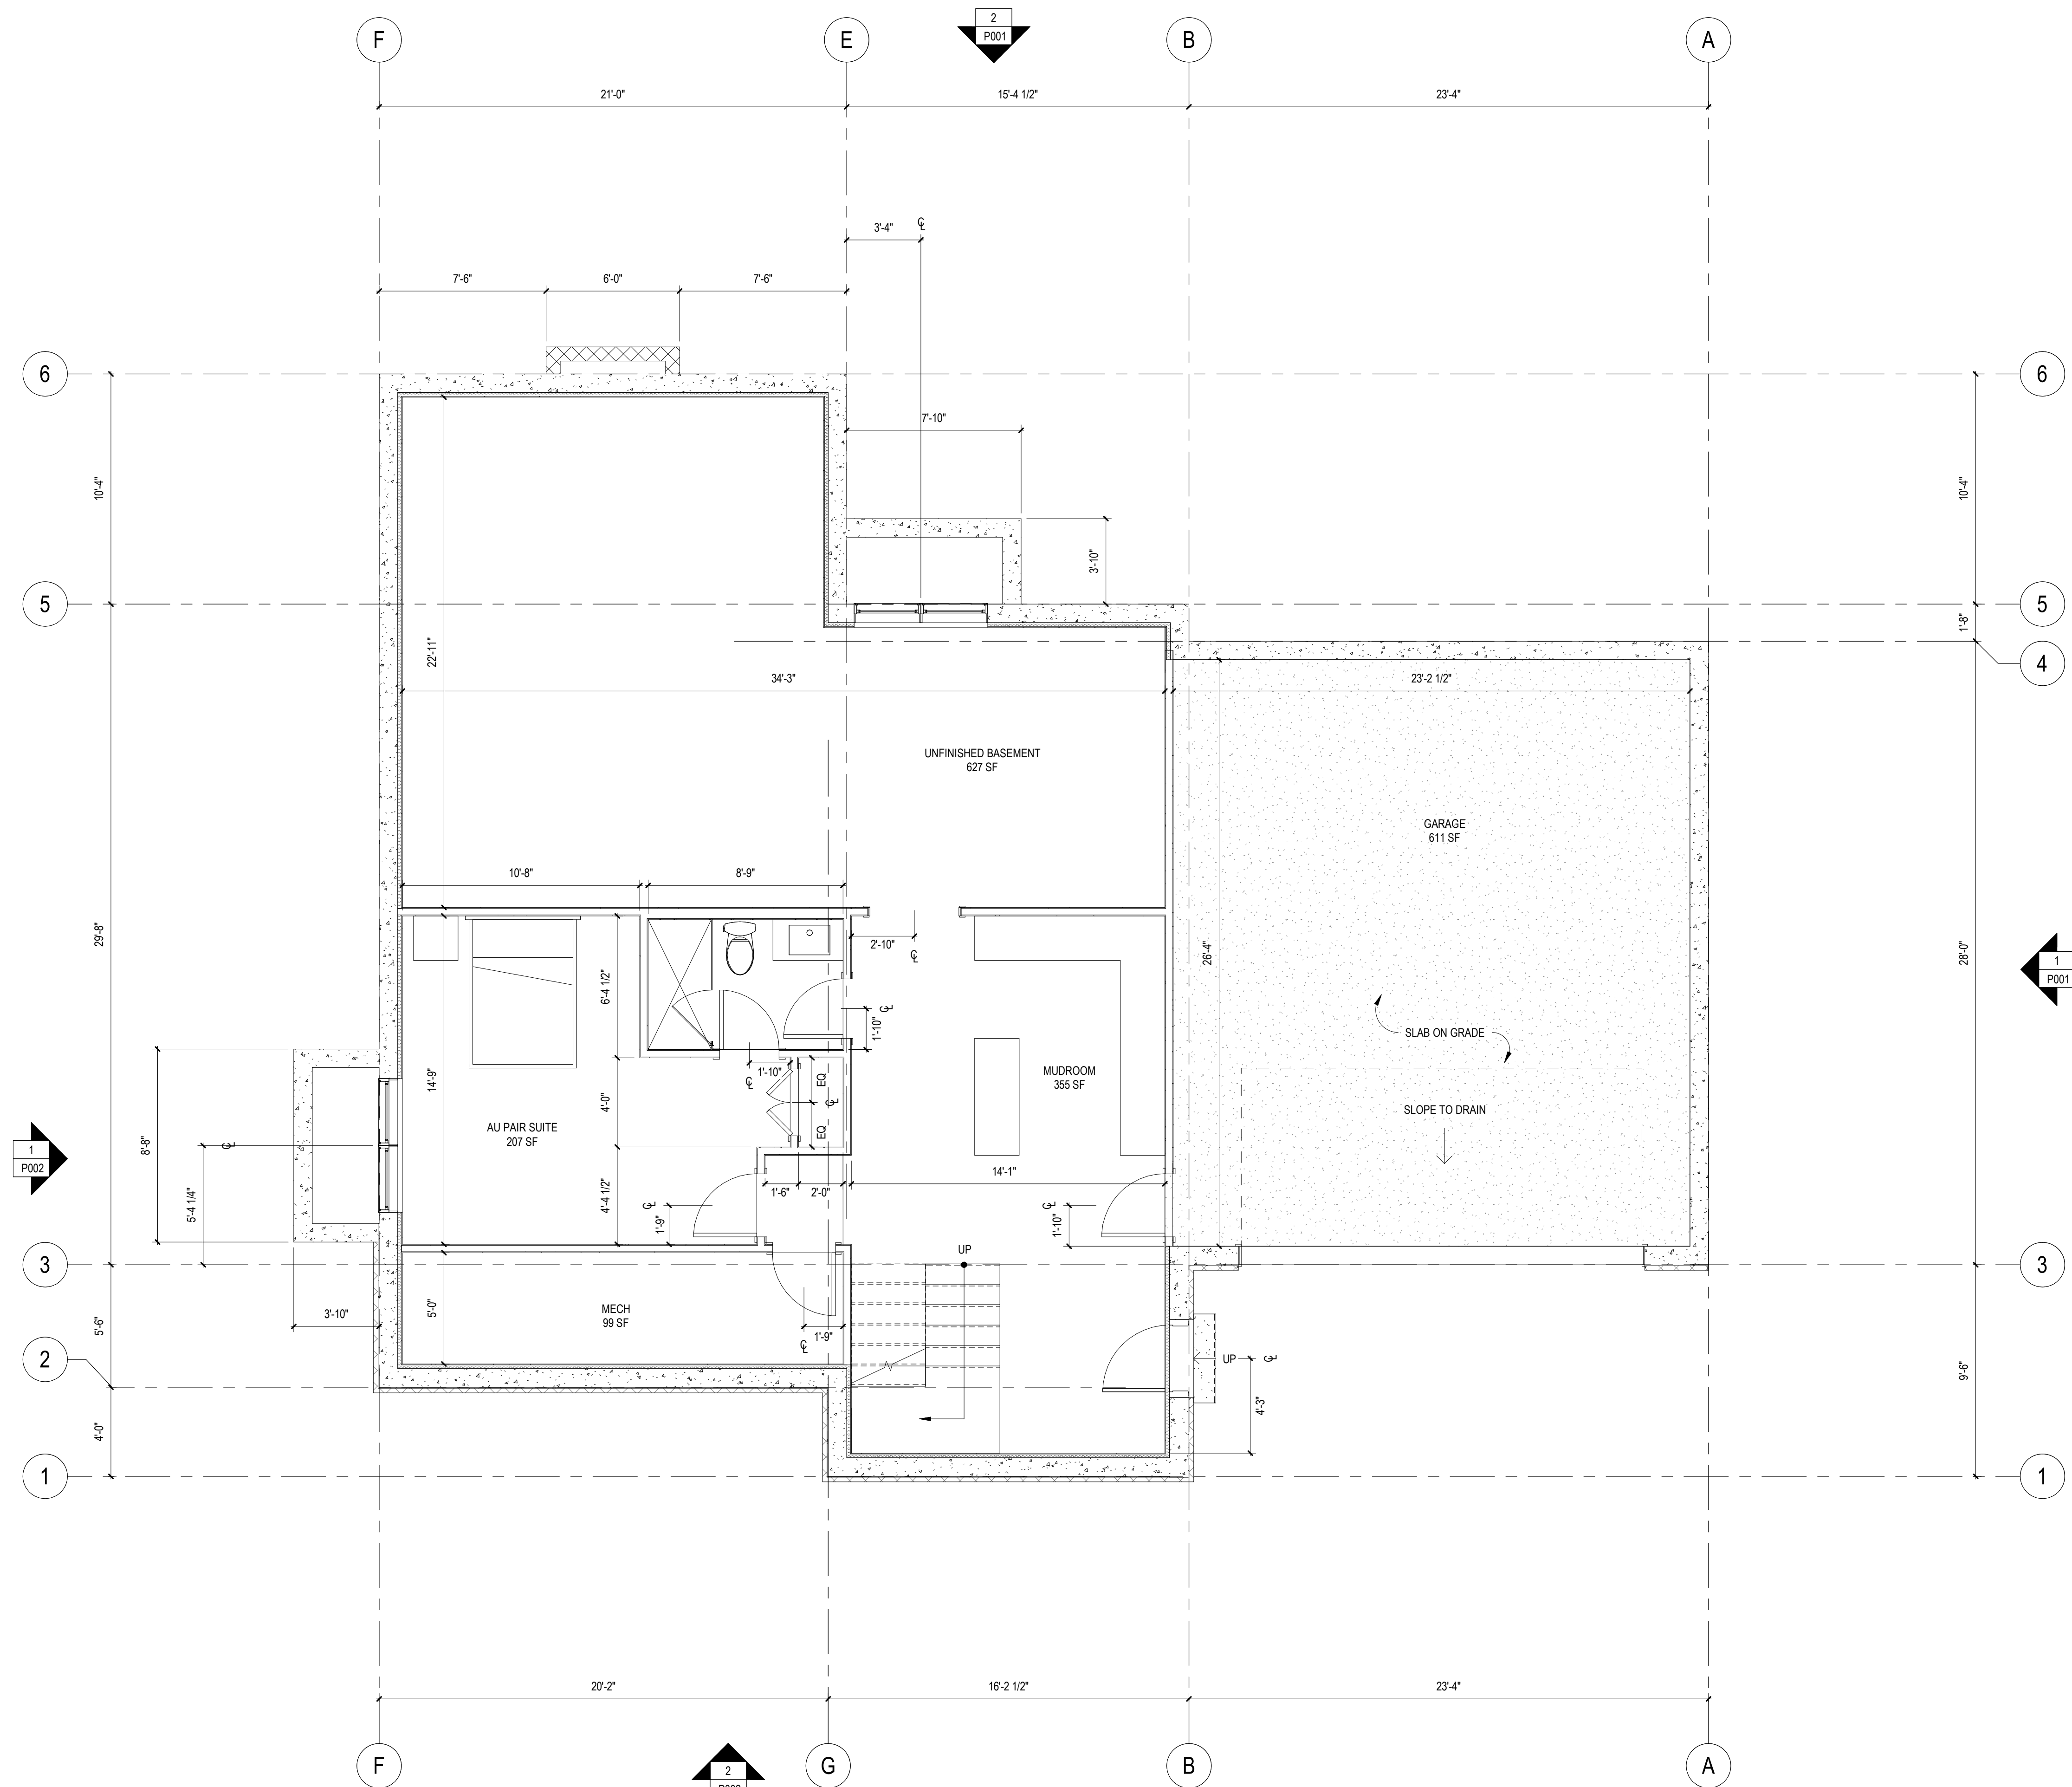 2
P001
F
E
B
A
21'-0"
15'-4 1/2"
23'-4"
3'-4"
7'-6"
6'-0"
7'-6"
6
6
7'-10"
10'-4"
10'-4"
3'-10"
5
5
1'-8"
4
22'-11"
34'-3"
23'-2 1/2"
UNFINISHED BASEMENT
627 SF
GARAGE
611 SF
10'-8"
8'-9"
29'-8"
2'-10"
26'-4"
28'-0"
1
P001
6'-4 1/2"
1'-10"
SLAB ON GRADE
14'-9"
1'-10"
EQ
MUDROOM
355 SF
4'-0"
SLOPE TO DRAIN
AU PAIR SUITE
207 SF
EQ
8'-8"
1
P002
14'-1"
1'-6"
2'-0"
5'-4 1/4"
4'-4 1/2"
1'-9"
1'-10"
UP
3
3
5'-0"
MECH
99 SF
3'-10"
5'-6"
1'-9"
2
UP
9'-6"
4'-3"
4'-0"
1
1
20'-2"
16'-2 1/2"
23'-4"
F
G
B
A
2